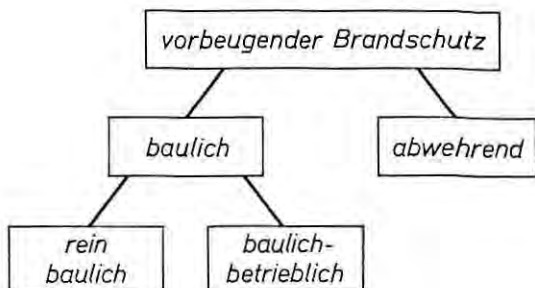 vorbeugender Brandschutz
baulich
abwehrend
rein
baulich
baulich-
betrieblich